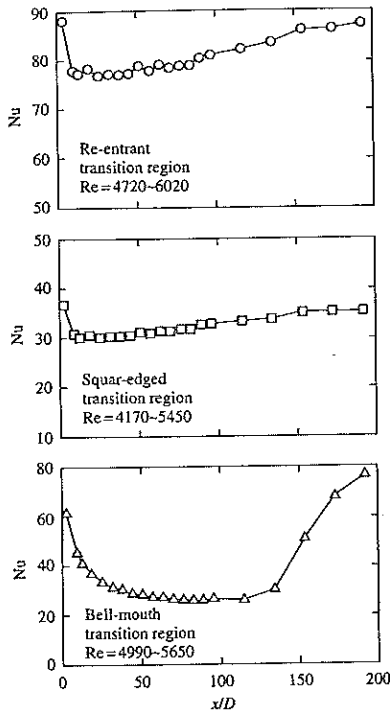 90
80
70
60
50
Nu
Re-entrant
transition region
Re=4720~6020
50
40
30
20
10
Nu
Squar-edged
transition region
Re=4170~5450
80
60
40
20
0
Nu
Bell-mouth
transition region
Re=4990~5650
0 50 100 150 200
x/D